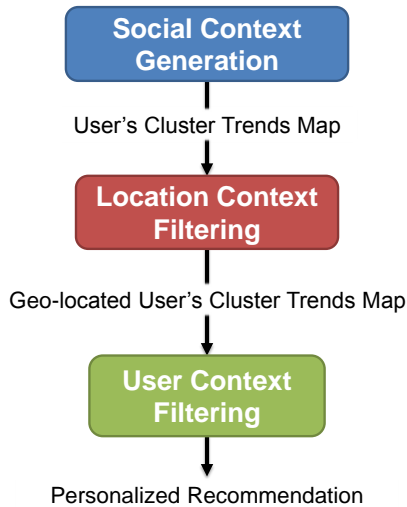 Social Context
Generation
User's Cluster Trends Map
Location Context
Filtering
Geo-located User's Cluster Trends Map
User Context
Filtering
Personalized Recommendation